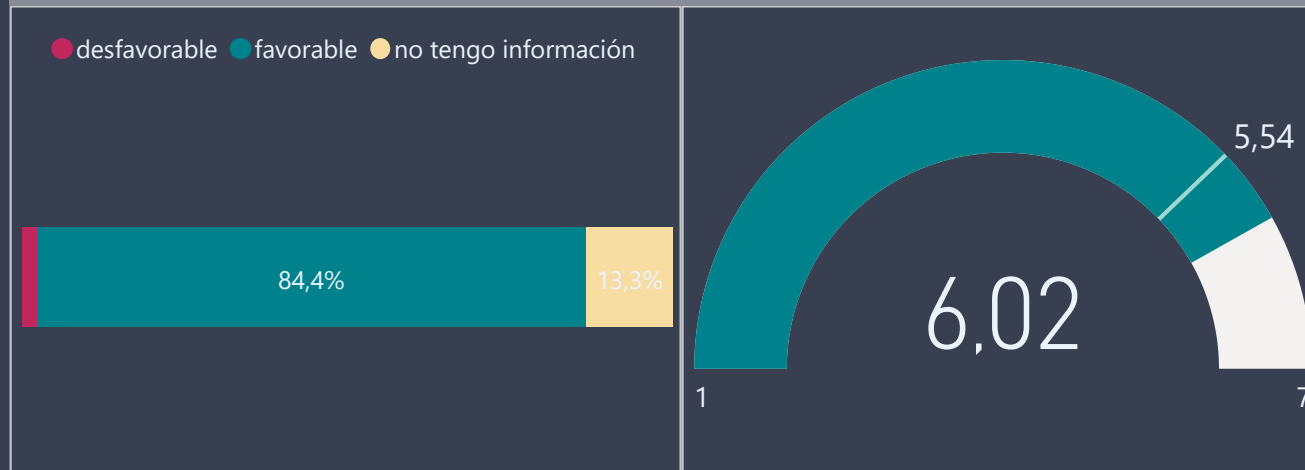 desfavorable favorable no tengo información
84,4% 13,3%
5,54
6,02
1 7